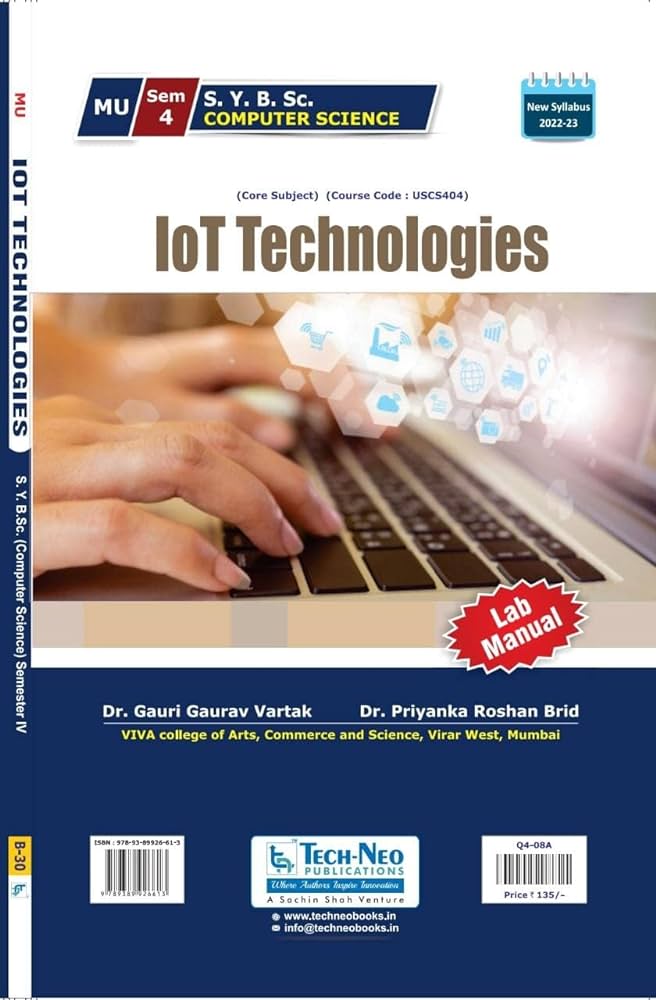 MU
IOT TECHNOLOGIES
S. Y. B.Sc. (Computer Science) Semester IV
B-30
MU
Sem
4
S. Y. B. Sc.
COMPUTER SCIENCE
New Syllabus
2022-23
(Core Subject) (Course Code : USCS404)
IoT Technologies
Lab
Manual
Dr. Gauri Gaurav Vartak
Dr. Priyanka Roshan Brid
VIVA college of Arts, Commerce and Science, Virar West, Mumbai
ISBN : 978-93-89926-61-3
9 789389 926613
TECH-NEO
PUBLICATIONS
Where Authors Inspire Innovation
A Sachin Shah Venture
www.techneobooks.in
info@techneobooks.in
Q4-08A
Price ₹ 135/-